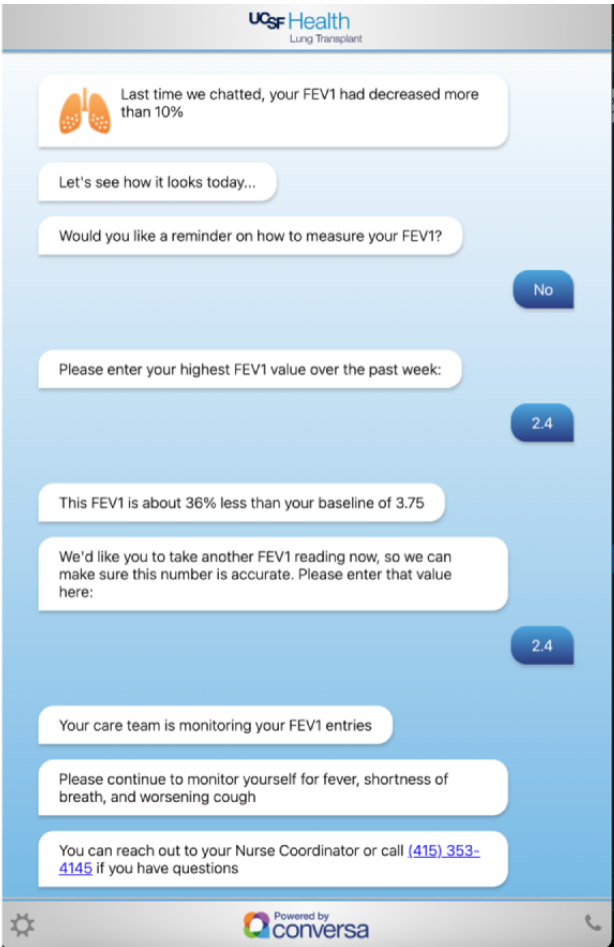 UCSF Health
Lung Transplant
Last time we chatted, your FEV1 had decreased more
than 10%
Let's see how it looks today...
Would you like a reminder on how to measure your FEV1?
No
Please enter your highest FEV1 value over the past week:
2.4
This FEV1 is about 36% less than your baseline of 3.75
We'd like you to take another FEV1 reading now, so we can
make sure this number is accurate. Please enter that value
here:
2.4
Your care team is monitoring your FEV1 entries
Please continue to monitor yourself for fever, shortness of
breath, and worsening cough
You can reach out to your Nurse Coordinator or call (415) 353-
4145 if you have questions
Powered by
conversa